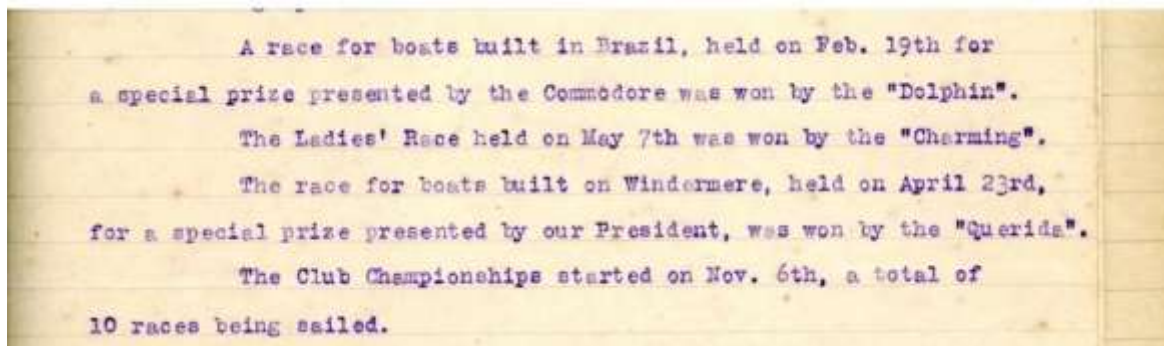 A race for boats built in Brazil, held on Feb. 19th for
a special prize presented by the Commodore was won by the "Dolphin".
The Ladies' Race held on May 7th was won by the "Charming".
The race for boats built on Windermere, held on April 23rd,
for a special prize presented by our President, was won by the "Querida".
The Club Championships started on Nov. 6th, a total of
10 races being sailed.